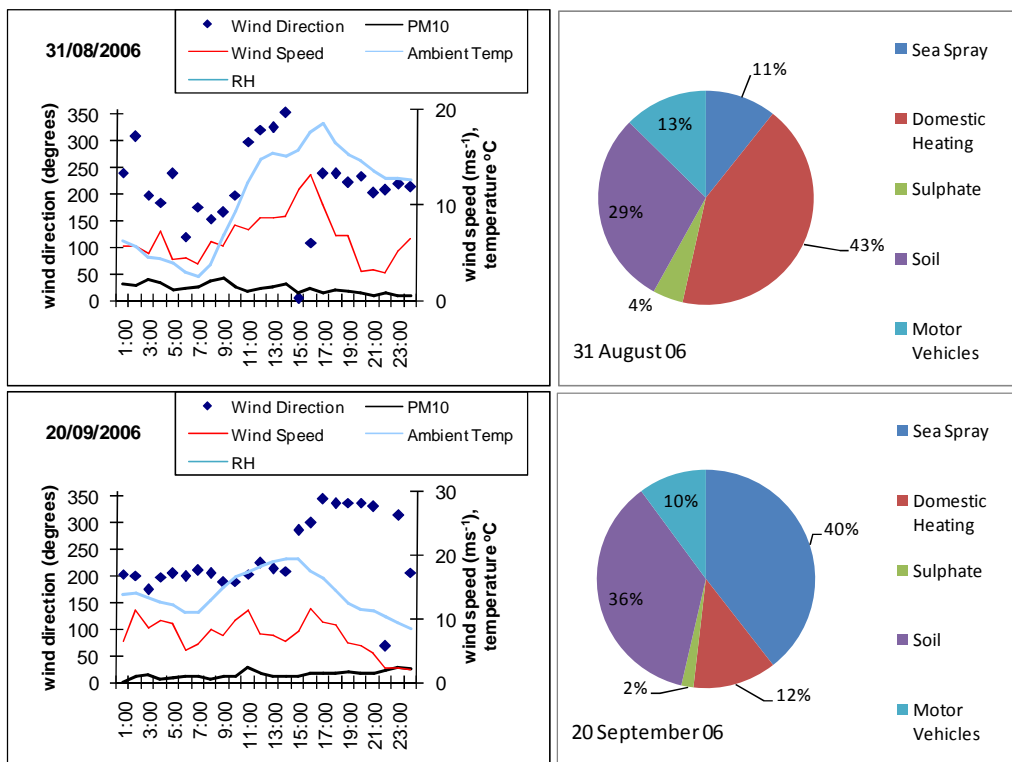 31/08/2006
Wind Direction
PM10
Wind Speed
Ambient Temp
RH
wind direction (degrees)
350
300
250
200
150
100
50
0
20
10
0
wind speed (ms-1),
temperature ºC
1:00
3:00
5:00
7:00
9:00
11:00
13:00
15:00
17:00
19:00
21:00
23:00
11%
43%
4%
29%
13%
31 August 06
Sea Spray
Domestic
Heating
Sulphate
Soil
Motor
Vehicles
20/09/2006
Wind Direction
PM10
Wind Speed
Ambient Temp
RH
wind direction (degrees)
350
300
250
200
150
100
50
0
30
20
10
0
wind speed (ms-1),
temperature ºC
1:00
3:00
5:00
7:00
9:00
11:00
13:00
15:00
17:00
19:00
21:00
23:00
40%
12%
2%
36%
10%
20 September 06
Sea Spray
Domestic
Heating
Sulphate
Soil
Motor
Vehicles